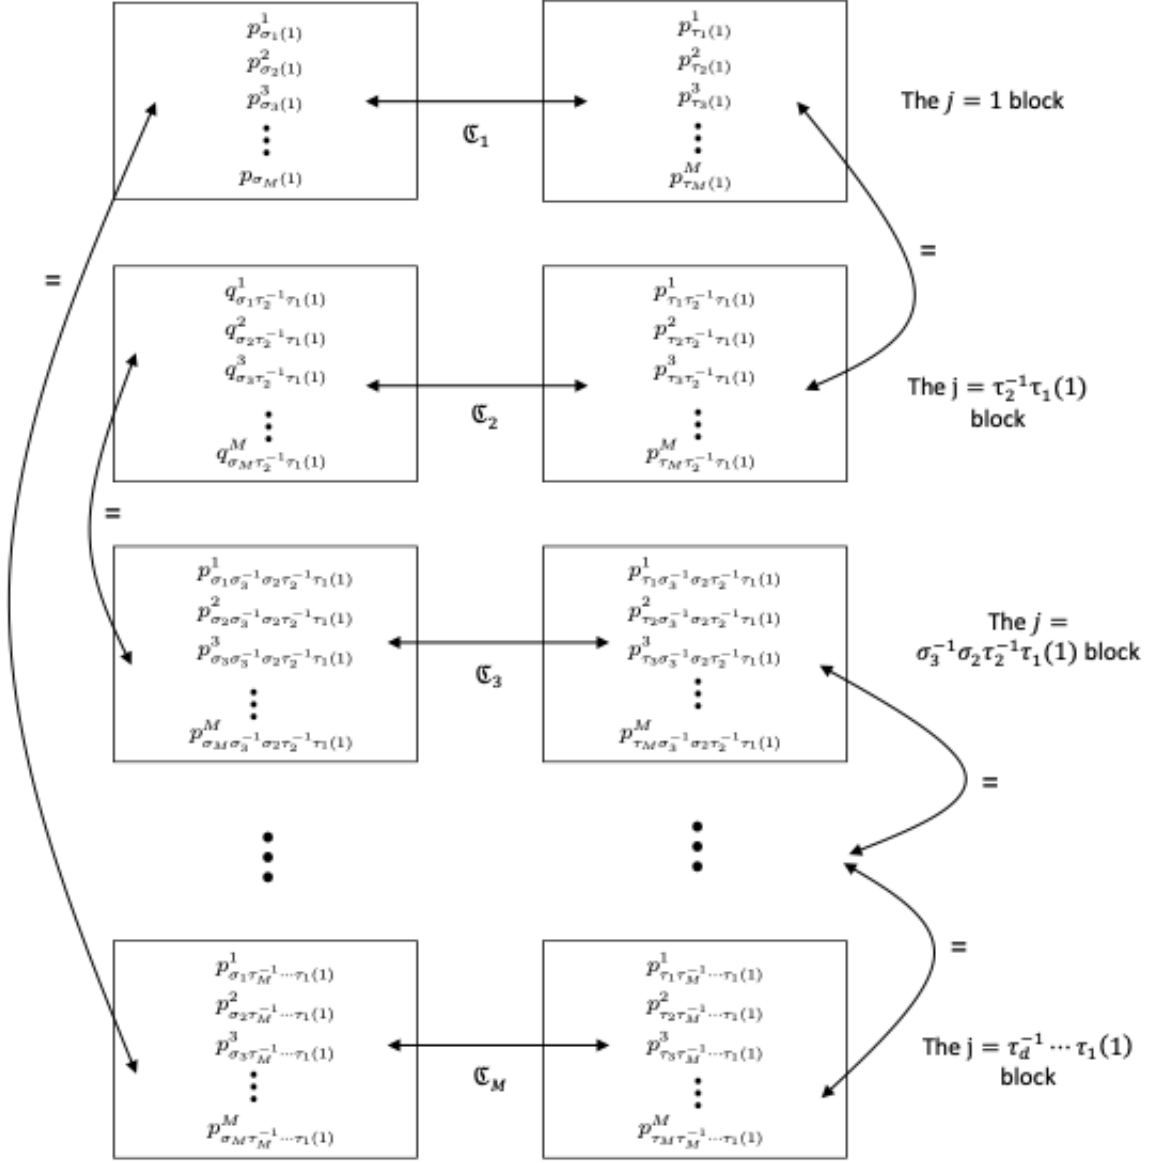 p^1_{σ_1(1)}
p^2_{σ_2(1)}
p^3_{σ_3(1)}
⋮
p_{σ_M(1)}
ℭ_1
p^1_{τ_1(1)}
p^2_{τ_2(1)}
p^3_{τ_3(1)}
⋮
p^M_{τ_M(1)}
The j = 1 block
=
=
q^1_{σ_1τ_2^{-1}τ_1(1)}
q^2_{σ_2τ_2^{-1}τ_1(1)}
q^3_{σ_3τ_2^{-1}τ_1(1)}
⋮
q^M_{σ_Mτ_2^{-1}τ_1(1)}
ℭ_2
p^1_{τ_1τ_2^{-1}τ_1(1)}
p^2_{τ_2τ_2^{-1}τ_1(1)}
p^3_{τ_3τ_2^{-1}τ_1(1)}
⋮
p^M_{τ_Mτ_2^{-1}τ_1(1)}
The j = τ_2^{-1}τ_1(1)
block
=
p^1_{σ_1σ_3^{-1}σ_2τ_2^{-1}τ_1(1)}
p^2_{σ_2σ_3^{-1}σ_2τ_2^{-1}τ_1(1)}
p^3_{σ_3σ_3^{-1}σ_2τ_2^{-1}τ_1(1)}
⋮
p^M_{σ_Mσ_3^{-1}σ_2τ_2^{-1}τ_1(1)}
ℭ_3
p^1_{τ_1σ_3^{-1}σ_2τ_2^{-1}τ_1(1)}
p^2_{τ_2σ_3^{-1}σ_2τ_2^{-1}τ_1(1)}
p^3_{τ_3σ_3^{-1}σ_2τ_2^{-1}τ_1(1)}
⋮
p^M_{τ_Mσ_3^{-1}σ_2τ_2^{-1}τ_1(1)}
The j =
σ_3^{-1}σ_2τ_2^{-1}τ_1(1) block
=
⋮
⋮
=
p^1_{σ_1τ_M^{-1}⋯τ_1(1)}
p^2_{σ_2τ_M^{-1}⋯τ_1(1)}
p^3_{σ_3τ_M^{-1}⋯τ_1(1)}
⋮
p^M_{σ_Mτ_M^{-1}⋯τ_1(1)}
ℭ_M
p^1_{τ_1τ_M^{-1}⋯τ_1(1)}
p^2_{τ_2τ_M^{-1}⋯τ_1(1)}
p^3_{τ_3τ_M^{-1}⋯τ_1(1)}
⋮
p^M_{τ_Mτ_M^{-1}⋯τ_1(1)}
The j = τ_d^{-1} ⋯ τ_1(1)
block